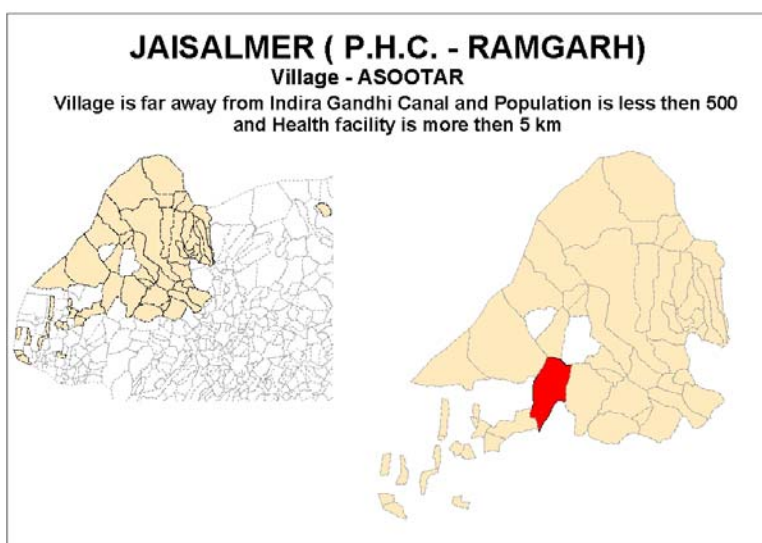 JAISALMER ( P.H.C. - RAMGARH)
Village - ASOOTAR
Village is far away from Indira Gandhi Canal and Population is less then 500
and Health facility is more then 5 km